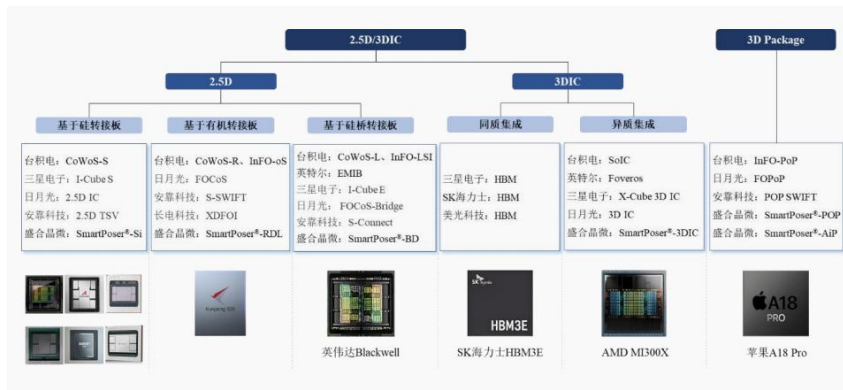 2.5D/3DIC
3D Package
2.5D
3DIC
基于硅转接板
基于有机转接板
基于硅桥转接板
同质集成
异质集成
台积电：CoWoS-S
三星电子：I-Cube S
日月光：2.5D IC
安靠科技：2.5D TSV
盛合晶微：SmartPoser®-Si
台积电：CoWoS-R、InFO-oS
日月光：FOCoS
安靠科技：S-SWIFT
长电科技：XDFOI
盛合晶微：SmartPoser®-RDL
台积电：CoWoS-L、InFO-LSI
英特尔：EMIB
三星电子：I-Cube E
日月光：FOCoS-Bridge
安靠科技：S-Connect
盛合晶微：SmartPoser®-BD
三星电子：HBM
SK海力士：HBM
美光科技：HBM
台积电：SoIC
英特尔：Foveros
三星电子：X-Cube 3D IC
日月光：3D IC
盛合晶微：SmartPoser®-3DIC
台积电：InFO-PoP
日月光：FOPoP
安靠科技：POP SWIFT
盛合晶微：SmartPoser®-POP
盛合晶微：SmartPoser®-AiP
SK
HBM3E
A18
PRO
英伟达Blackwell
SK海力士HBM3E
AMD MI300X
苹果A18 Pro